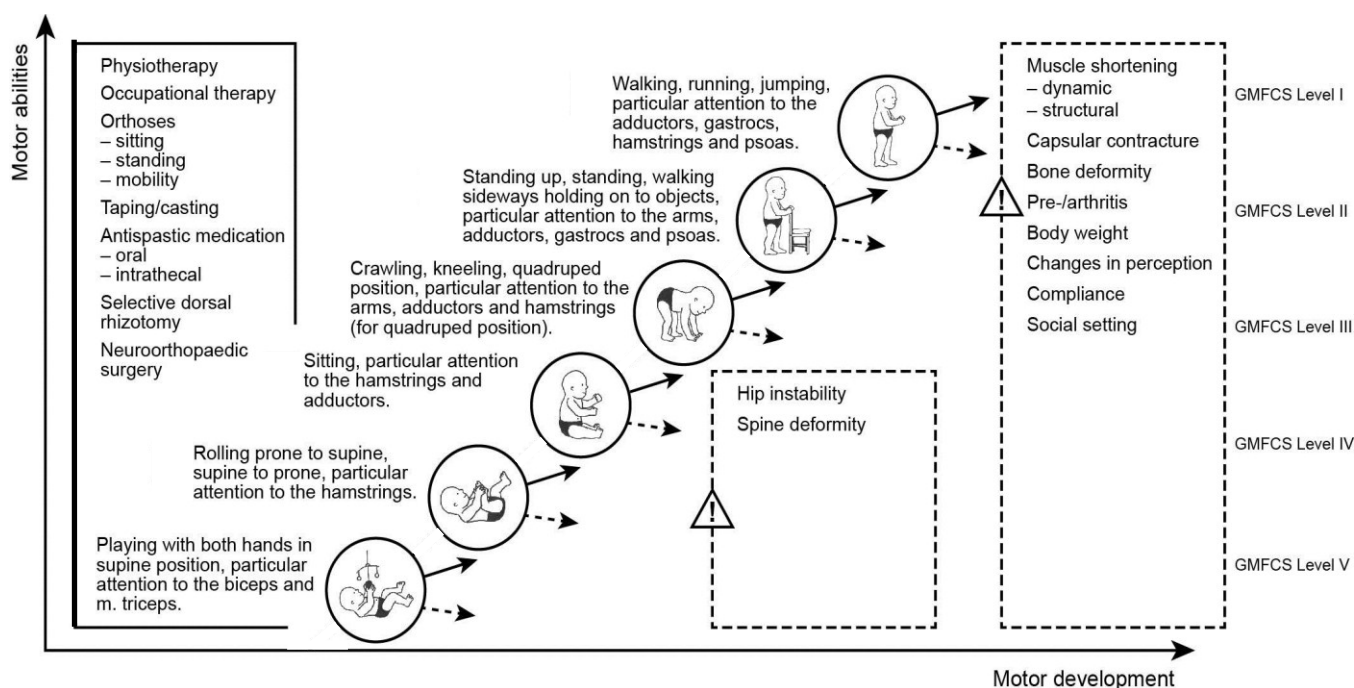 Motor abilities
Physiotherapy
Occupational therapy
Orthoses
– sitting
– standing
– mobility
Taping/casting
Antispastic medication
– oral
– intrathecal
Selective dorsal
rhizotomy
Neuroorthopaedic
surgery
Walking, running, jumping,
particular attention to the
adductors, gastrocs,
hamstrings and psoas.
Standing up, standing, walking
sideways holding on to objects,
particular attention to the arms,
adductors, gastrocs and psoas.
Crawling, kneeling, quadruped
position, particular attention to the
arms, adductors and hamstrings
(for quadruped position).
Sitting, particular attention
to the hamstrings and
adductors.
Rolling prone to supine,
supine to prone, particular
attention to the hamstrings.
Playing with both hands in
supine position, particular
attention to the biceps and
m. triceps.
!
Hip instability
Spine deformity
!
Muscle shortening
– dynamic
– structural
Capsular contracture
Bone deformity
Pre-/arthritis
Body weight
Changes in perception
Compliance
Social setting
GMFCS Level I
GMFCS Level II
GMFCS Level III
GMFCS Level IV
GMFCS Level V
Motor development